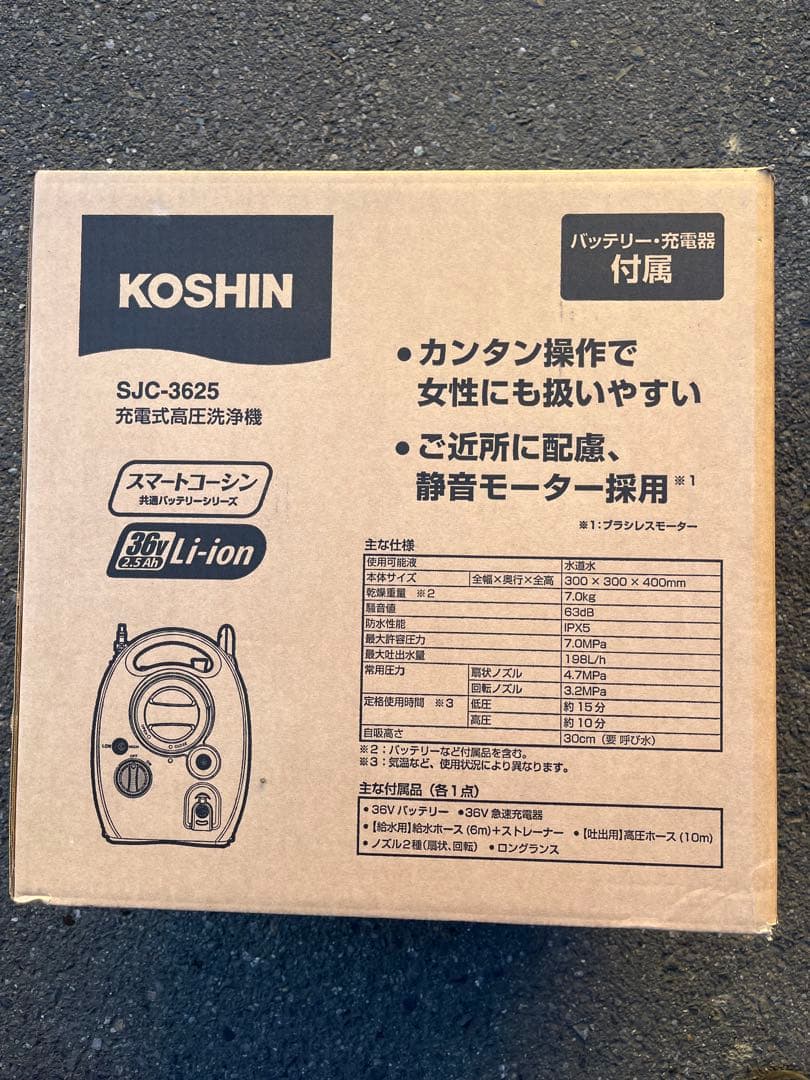 KOSHIN
バッテリー・充電器
付属
SJC-3625
充電式高圧洗浄機
スマートコーシン
共通バッテリーシリーズ
36v
2.5Ah
Li-ion
●カンタン操作で
女性にも扱いやすい
●ご近所に配慮、
静音モーター採用※1
※1:ブラシレスモーター
主な仕様
使用可能液 水道水
本体サイズ 全幅×奥行×全高 300×300×400mm
乾燥重量 ※2 7.0kg
騒音値 63dB
防水性能 IPX5
最大許容圧力 7.0MPa
最大吐出水量 198L/h
常用圧力 扇状ノズル 4.7MPa
回転ノズル 3.2MPa
定格使用時間 ※3 低圧 約15分
高圧 約10分
自吸高さ 30cm(要 呼び水)
※2:バッテリーなど付属品を含む。
※3:気温など、使用状況により異なります。
主な付属品(各1点)
●36Vバッテリー ●36V急速充電器
●【給水用】給水ホース(6m)+ストレーナー ●【吐出用】高圧ホース(10m)
●ノズル2種(扇状、回転) ●ロングランス
LOW
HIGH
OFF
CLOSE